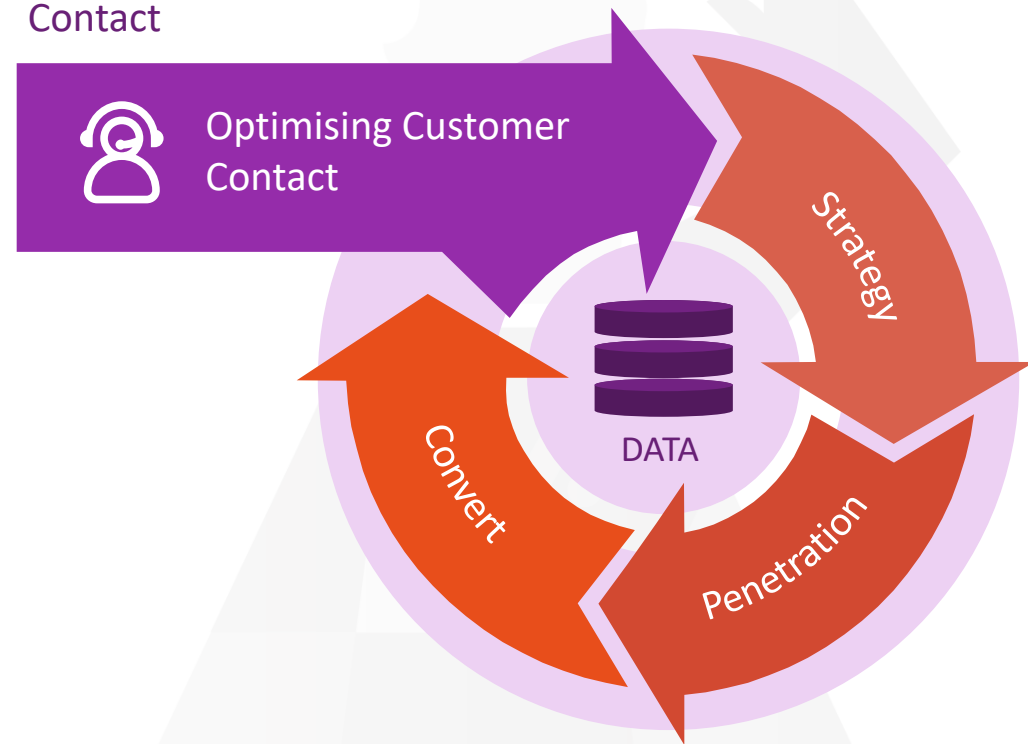 Contact
Optimising Customer
Contact
Strategy
DATA
Convert
Penetration